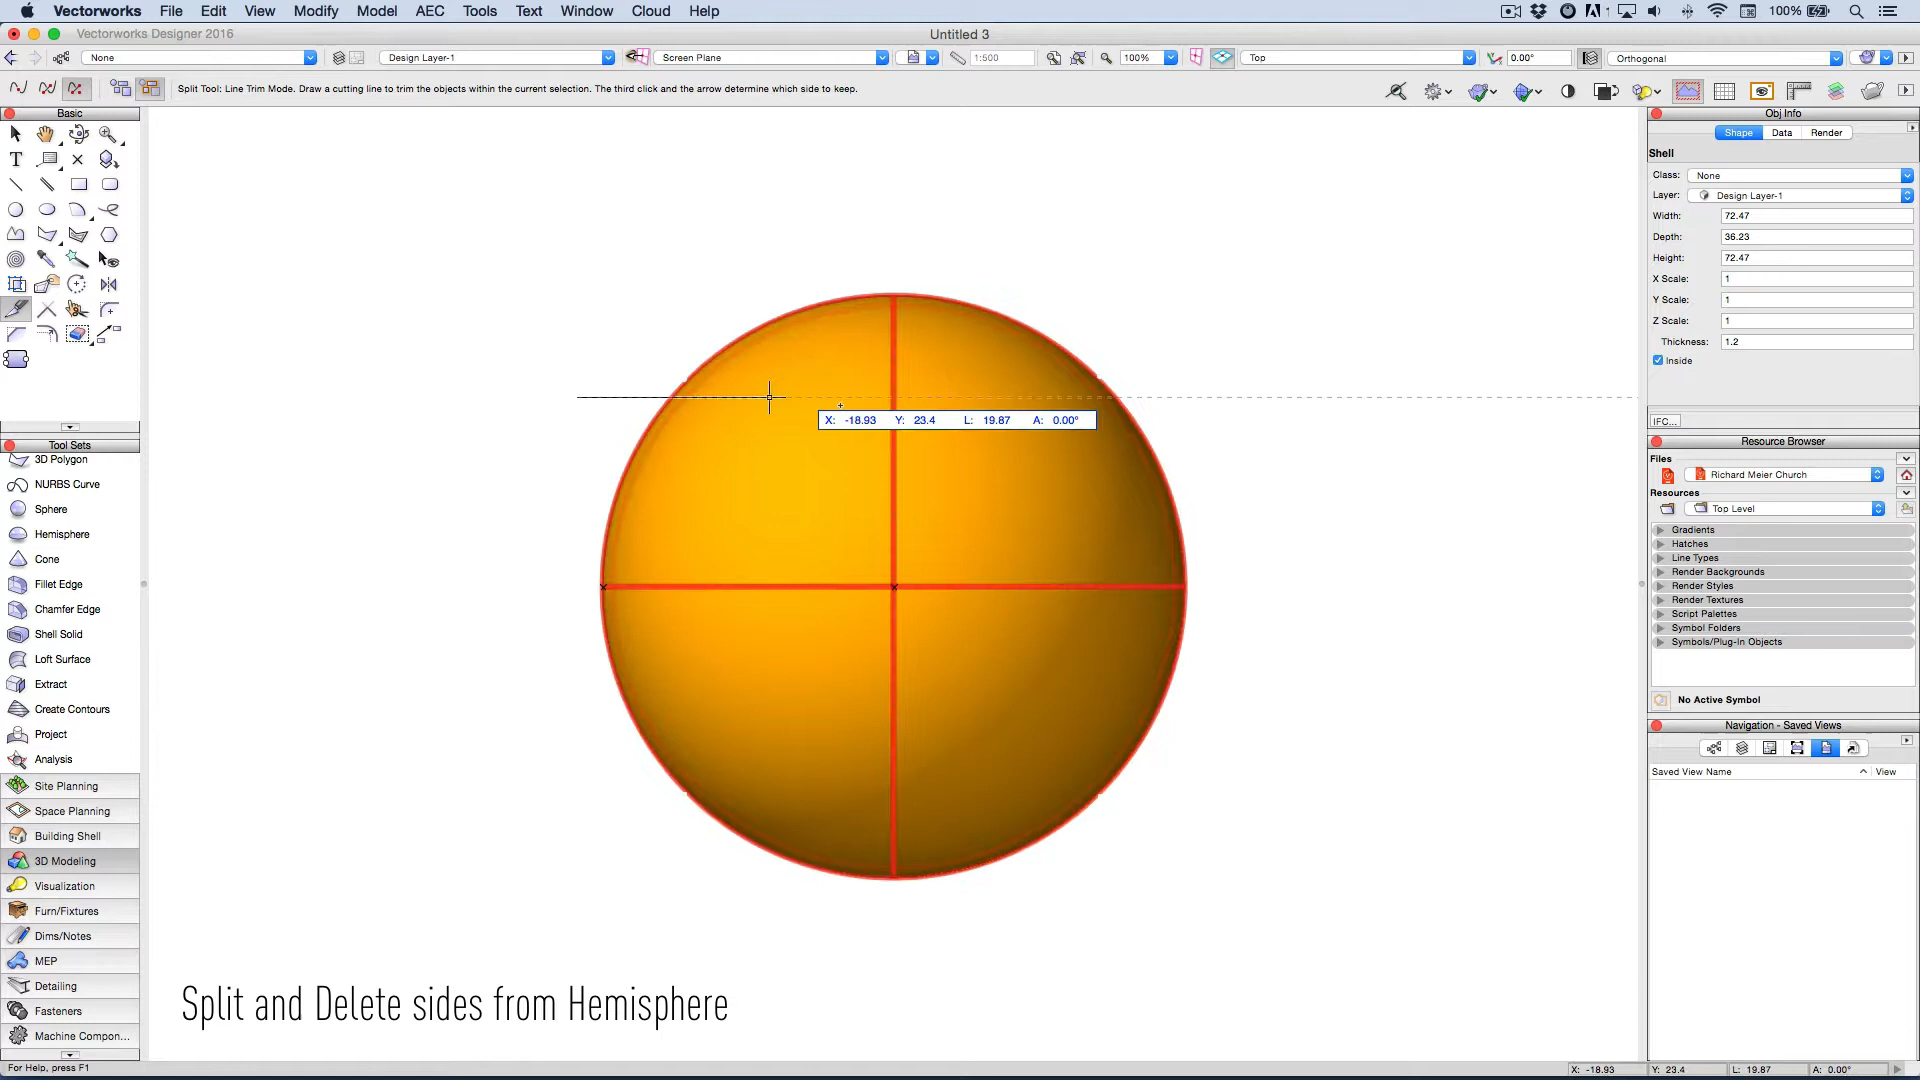 Vectorworks File Edit View Modify Model AEC Tools Text Window Cloud Help 1 100%
Vectorworks Designer 2016 Untitled 3
None Design Layer-1 Screen Plane 1:500 100% Top 0.00° Orthogonal
Split Tool: Line Trim Mode. Draw a cutting line to trim the objects within the current selection. The third click and the arrow determine which side to keep.
Basic
T
Tool Sets
3D Polygon
NURBS Curve
Sphere
Hemisphere
Cone
Fillet Edge
Chamfer Edge
Shell Solid
Loft Surface
Extract
Create Contours
Project
Analysis
Site Planning
Space Planning
Building Shell
3D Modeling
Visualization
Furn/Fixtures
Dims/Notes
MEP
Detailing
Fasteners
Machine Compon...
For Help, press F1
X: -18.93 Y: 23.4 L: 19.87 A: 0.00°
Split and Delete sides from Hemisphere
Obj Info
Shape Data Render
Shell
Class: None
Layer: Design Layer-1
Width: 72.47
Depth: 36.23
Height: 72.47
X Scale: 1
Y Scale: 1
Z Scale: 1
Thickness: 1.2
Inside
IFC...
Resource Browser
Files
Richard Meier Church
Resources
Top Level
Gradients
Hatches
Line Types
Render Backgrounds
Render Styles
Render Textures
Script Palettes
Symbol Folders
Symbols/Plug-In Objects
No Active Symbol
Navigation - Saved Views
Saved View Name View
X: -18.93 Y: 23.4 L: 19.87 A: 0.00°